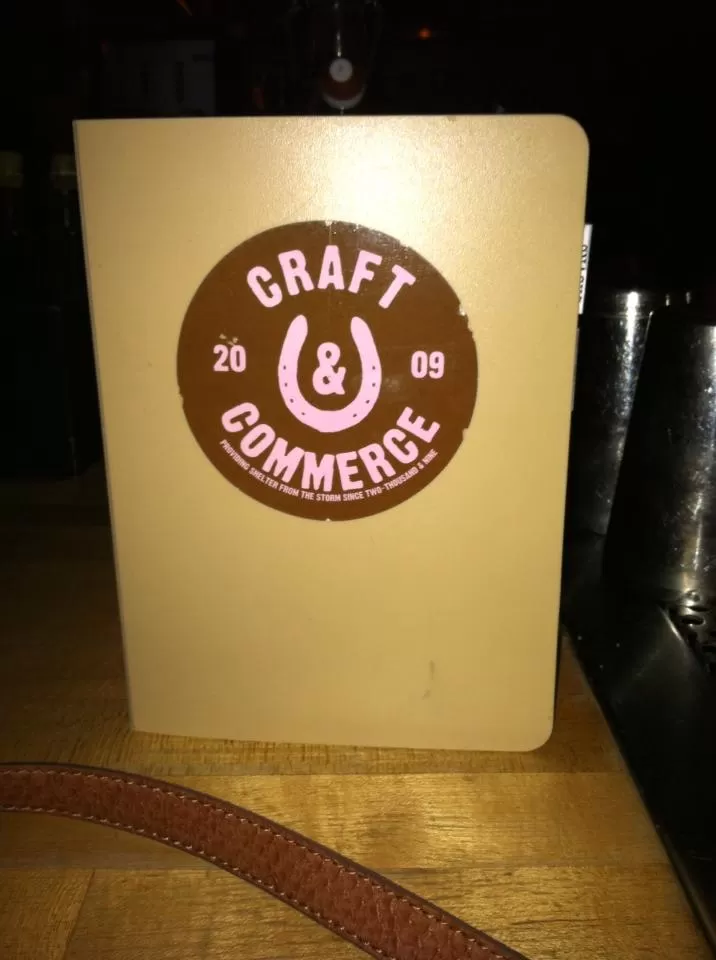 CRAFT
20 & 09
COMMERCE
PROVIDING SHELTER FROM THE STORM SINCE TWO-THOUSAND & NINE